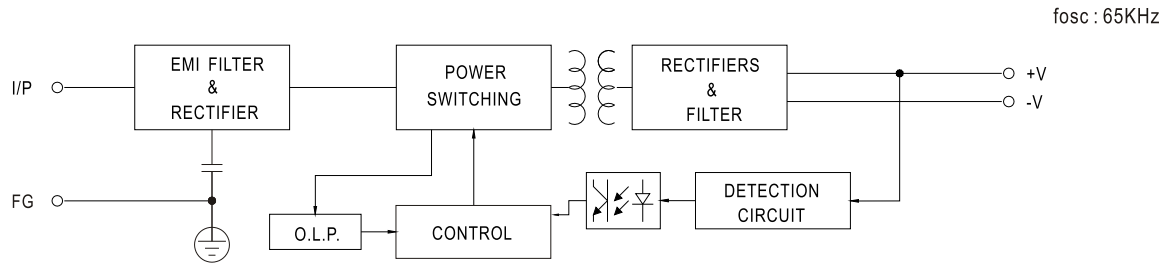 fosc : 65KHz
I/P
EMI FILTER
&
RECTIFIER
POWER
SWITCHING
RECTIFIERS
&
FILTER
+V
-V
FG
O.L.P.
CONTROL
DETECTION
CIRCUIT